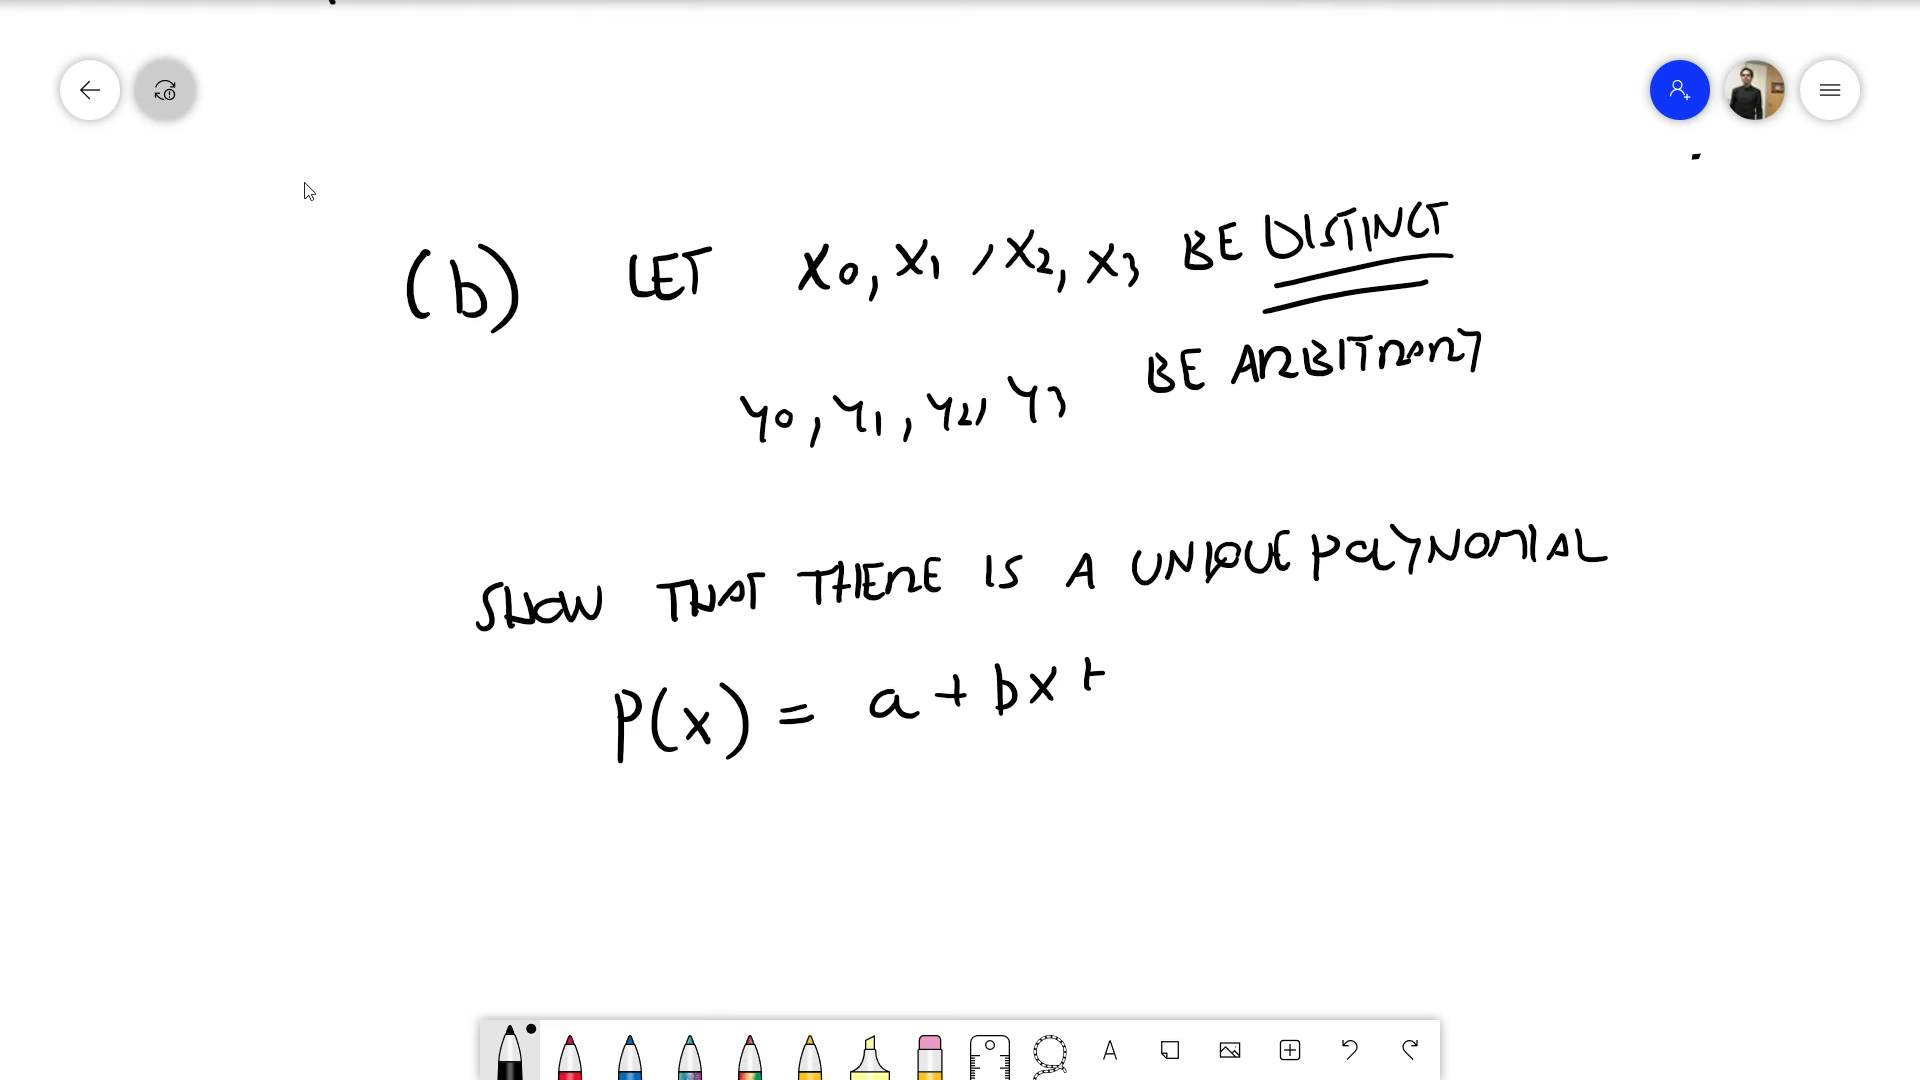 (b) LET x0, x1, x2, x3 BE DISTINCT
y0, y1, y2, y3 BE ARBITRARY
SHOW THAT THERE IS A UNIQUE POLYNOMIAL
P(x) = a + bx +
A